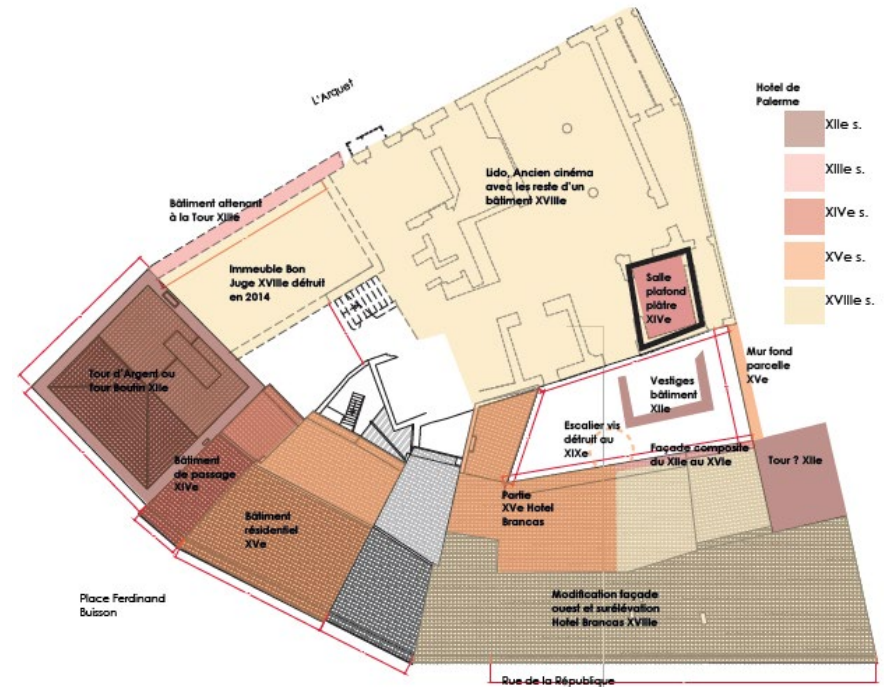 L'Arquet
Hotel de
Palerme
XIIe s.
XIIIe s.
XIVe s.
XVe s.
XVIIIe s.
Lido, Ancien cinéma
avec les reste d'un
bâtiment XVIIIe
Bâtiment attenant
à la Tour XIIIé
Immeuble Bon
Juge XVIIIe détruit
en 2014
Salle
plafond
plâtre
XIVe
Mur fond
parcelle
XVe
Tour d'Argent ou
Tour Boutin XIIe
Vestiges
bâtiment
XIIe
Escalier vis
détruit au
XIXe
Façade composite
du XIIe au XVIe
Tour ? XIIe
Bâtiment
de passage
XIVe
Partie
XVe Hotel
Brancas
Bâtiment
résidentiel
XVe
Modification façade
ouest et surélévation
Hotel Brancas XVIIIe
Place Ferdinand
Buisson
Rue de la République